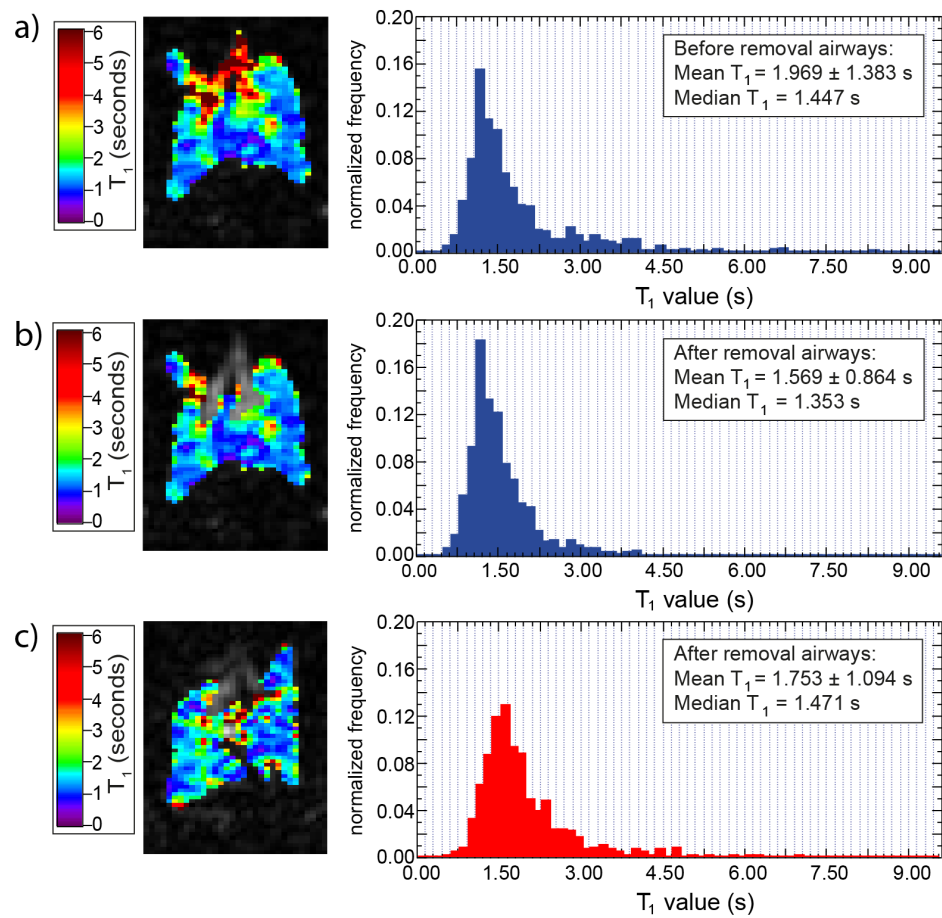 a)
6
5
4
3
2
1
0
T1 (seconds)
0.20
0.16
0.12
0.08
0.04
0.00
normalized frequency
Before removal airways:
Mean T1 = 1.969 ± 1.383 s
Median T1 = 1.447 s
0.00 1.50 3.00 4.50 6.00 7.50 9.00
T1 value (s)
b)
6
5
4
3
2
1
0
T1 (seconds)
0.20
0.16
0.12
0.08
0.04
0.00
normalized frequency
After removal airways:
Mean T1 = 1.569 ± 0.864 s
Median T1 = 1.353 s
0.00 1.50 3.00 4.50 6.00 7.50 9.00
T1 value (s)
c)
6
5
4
3
2
1
0
T1 (seconds)
0.20
0.16
0.12
0.08
0.04
0.00
normalized frequency
After removal airways:
Mean T1 = 1.753 ± 1.094 s
Median T1 = 1.471 s
0.00 1.50 3.00 4.50 6.00 7.50 9.00
T1 value (s)